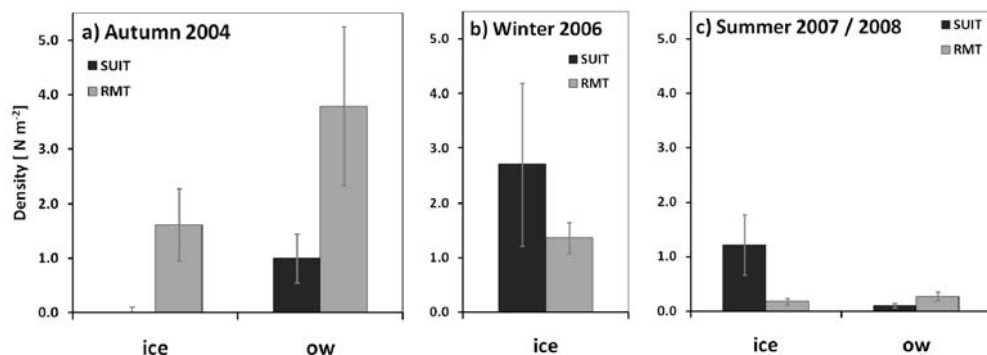 a) Autumn 2004
SUIT
RMT
Density [ N m-2]
5.0
4.0
3.0
2.0
1.0
0.0
ice ow
b) Winter 2006
SUIT
RMT
5.0
4.0
3.0
2.0
1.0
0.0
ice
c) Summer 2007 / 2008
SUIT
RMT
5.0
4.0
3.0
2.0
1.0
0.0
ice ow